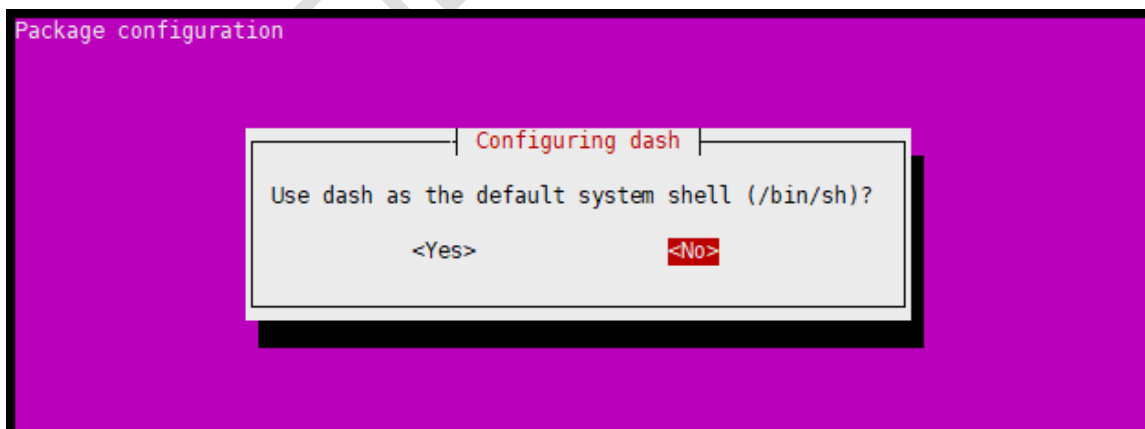 Package configuration
Configuring dash
Use dash as the default system shell (/bin/sh)?
<Yes> <No>